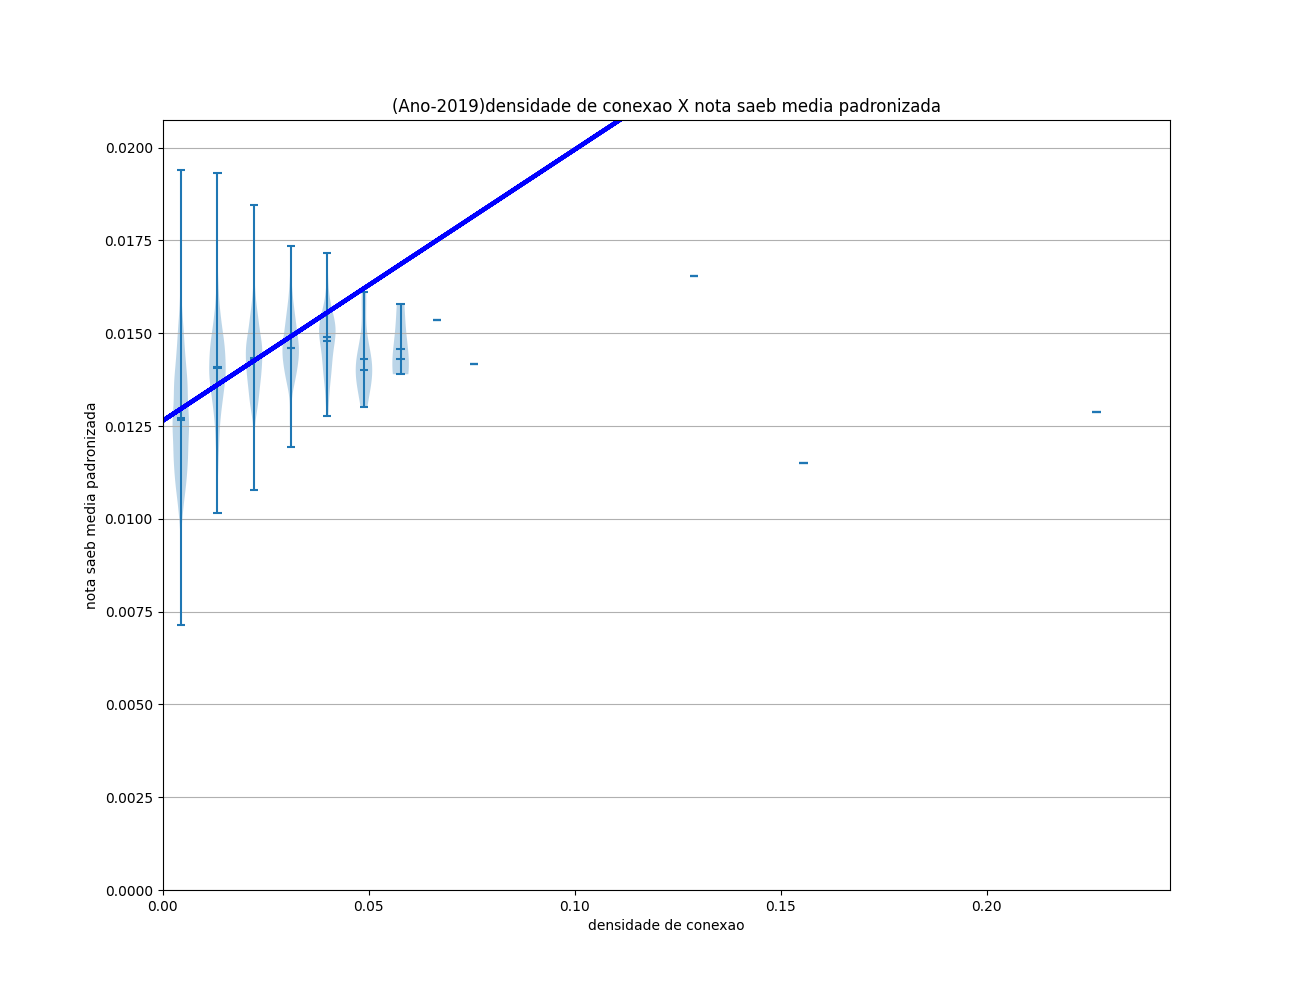 (Ano-2019)densidade de conexao X nota saeb media padronizada
0.0200
0.0175
0.0150
0.0125
0.0100
0.0075
0.0050
0.0025
0.0000
nota saeb media padronizada
0.00 0.05 0.10 0.15 0.20
densidade de conexao